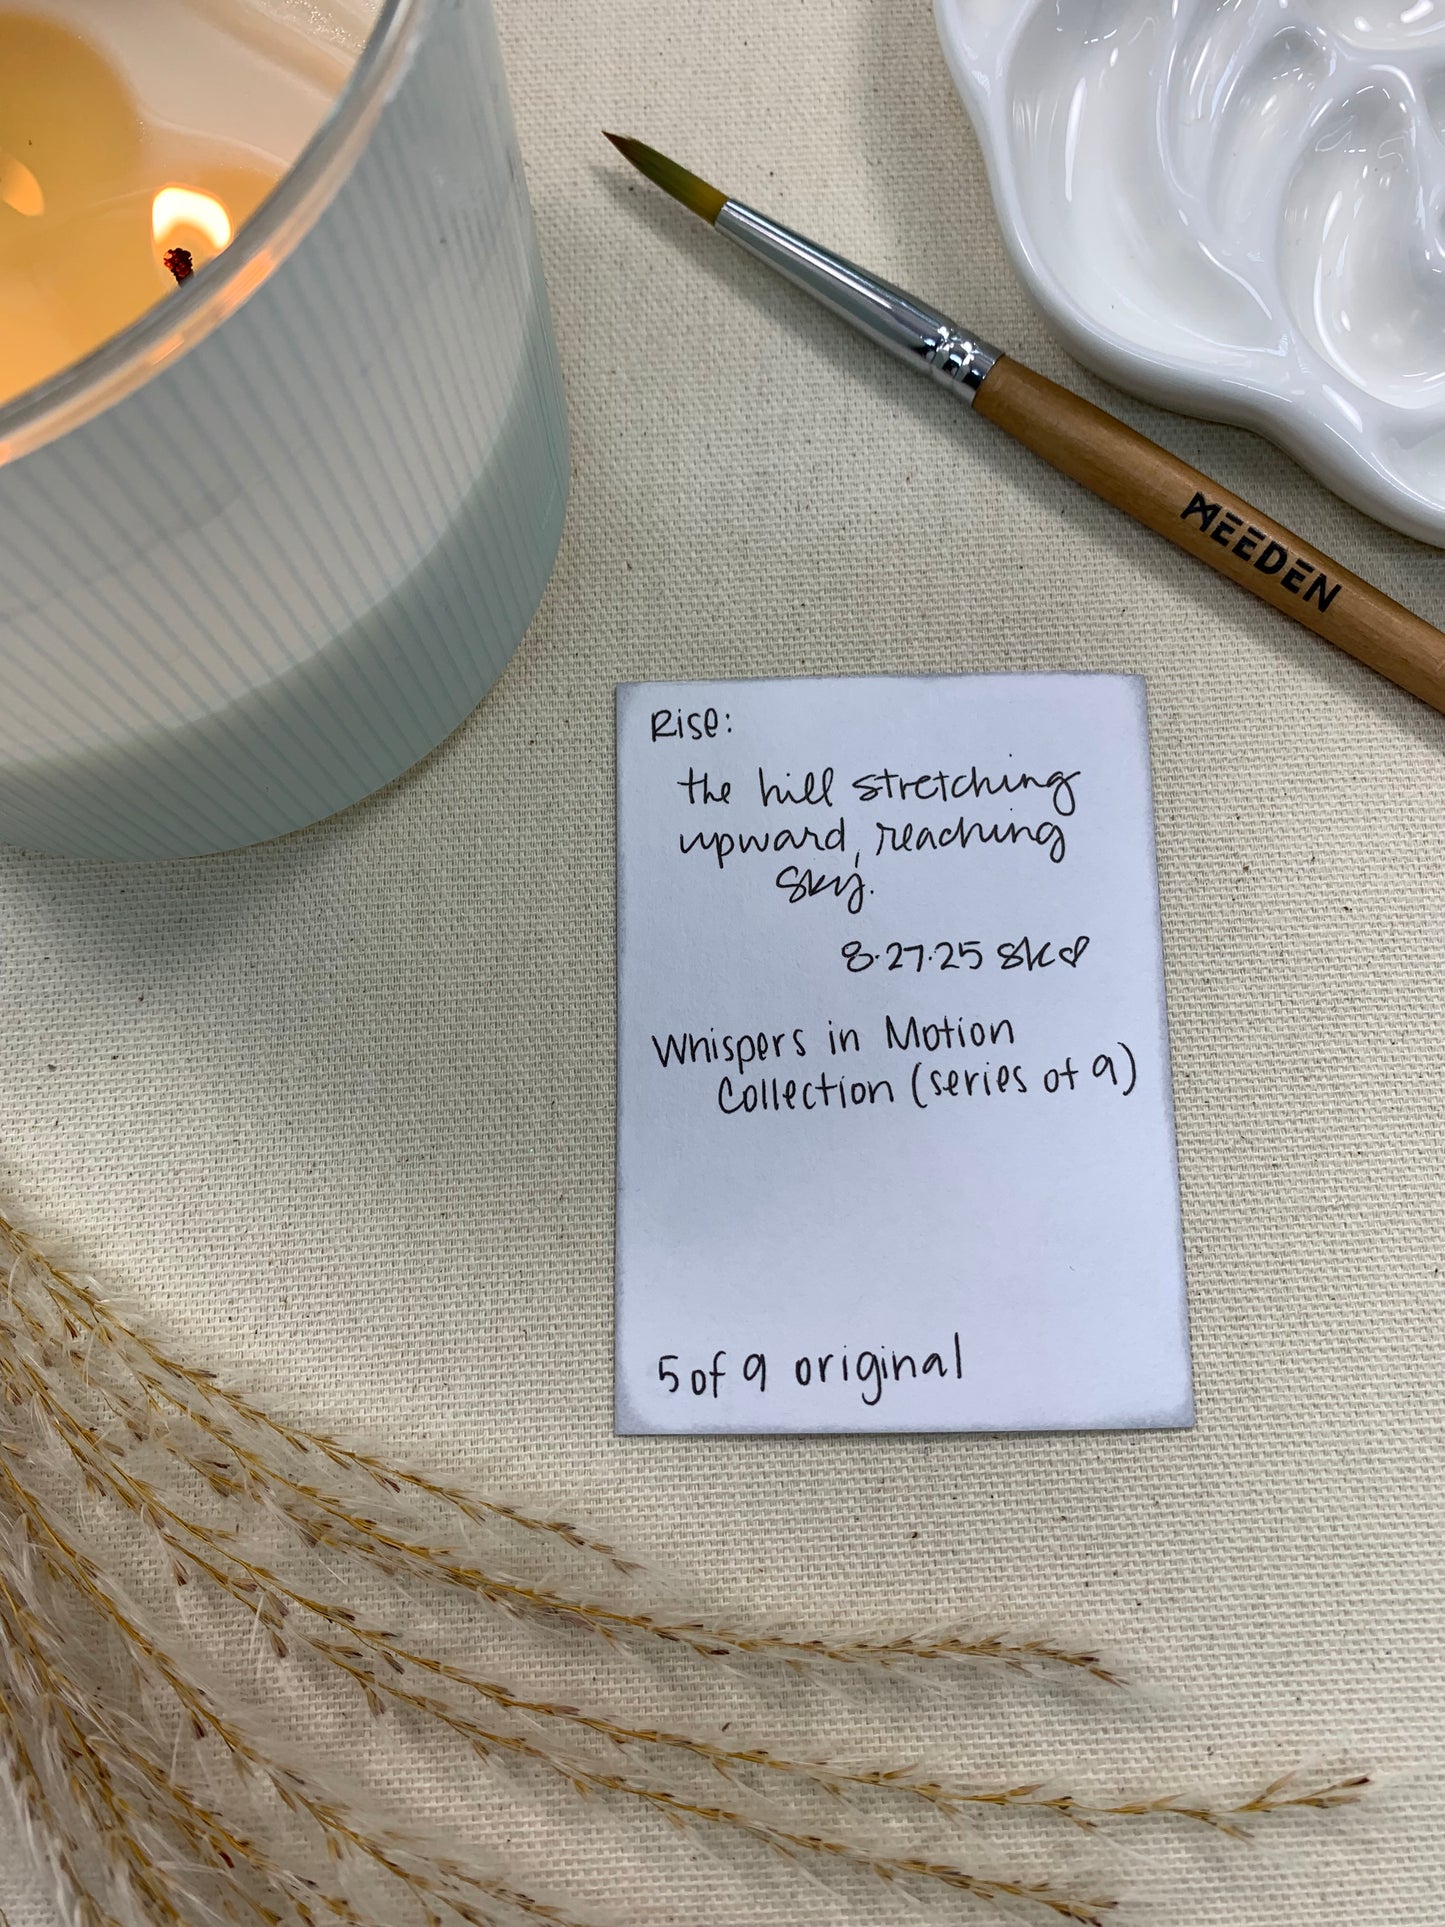 MEEDEN
Rise:
the hill stretching
upward, reaching
sky.
8.27.25 SK♡
Whispers in Motion
Collection (series of 9)
5 of 9 original